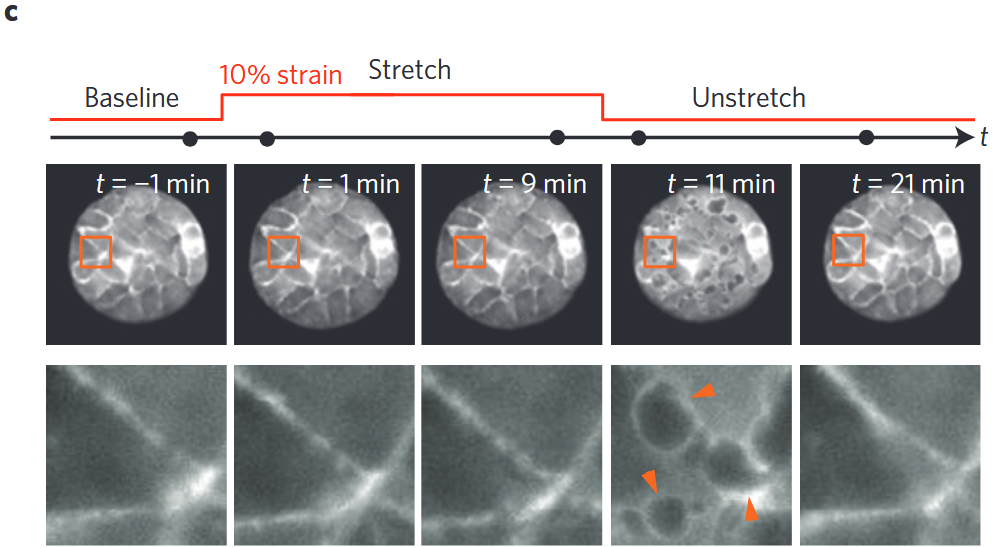 c
10% strain Stretch
Baseline Unstretch
t
t = −1 min t = 1 min t = 9 min t = 11 min t = 21 min